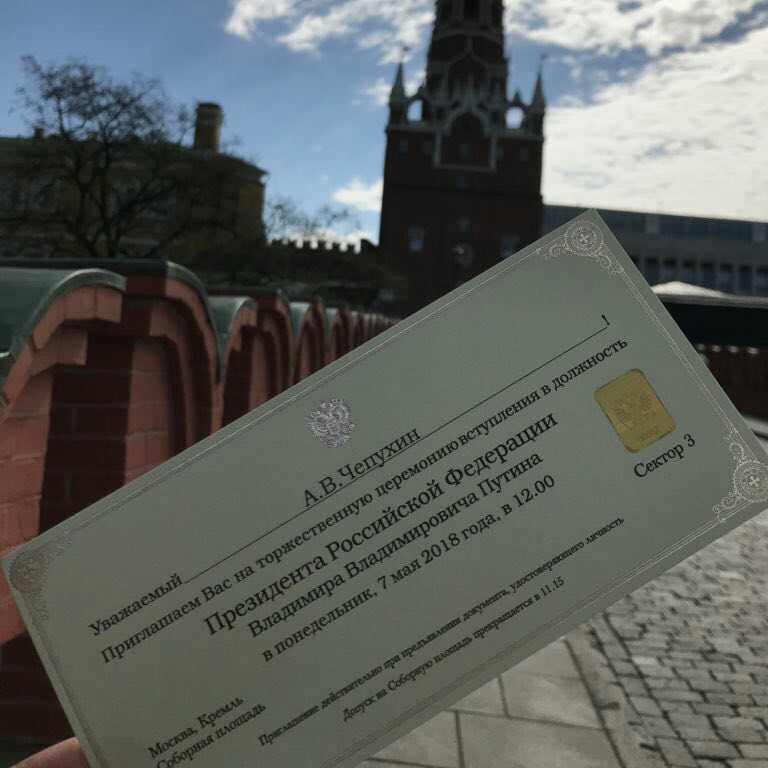 А.В.Чепухин
Уважаемый !
Приглашаем Вас на торжественную церемонию вступления в должность
Президента Российской Федерации
Владимира Владимировича Путина
в понедельник, 7 мая 2018 года, в 12.00
Сектор 3
Москва, Кремль
Соборная площадь
Приглашение действительно при предъявлении документа, удостоверяющего личность
Допуск на Соборную площадь прекращается в 11.15